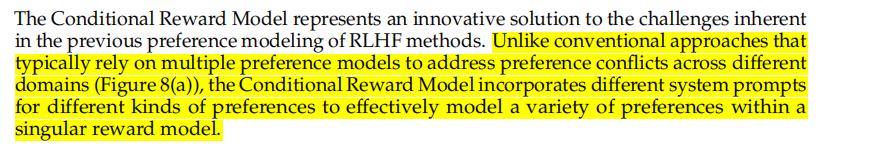 The Conditional Reward Model represents an innovative solution to the challenges inherent
in the previous preference modeling of RLHF methods. Unlike conventional approaches that
typically rely on multiple preference models to address preference conflicts across different
domains (Figure 8(a)), the Conditional Reward Model incorporates different system prompts
for different kinds of preferences to effectively model a variety of preferences within a
singular reward model.